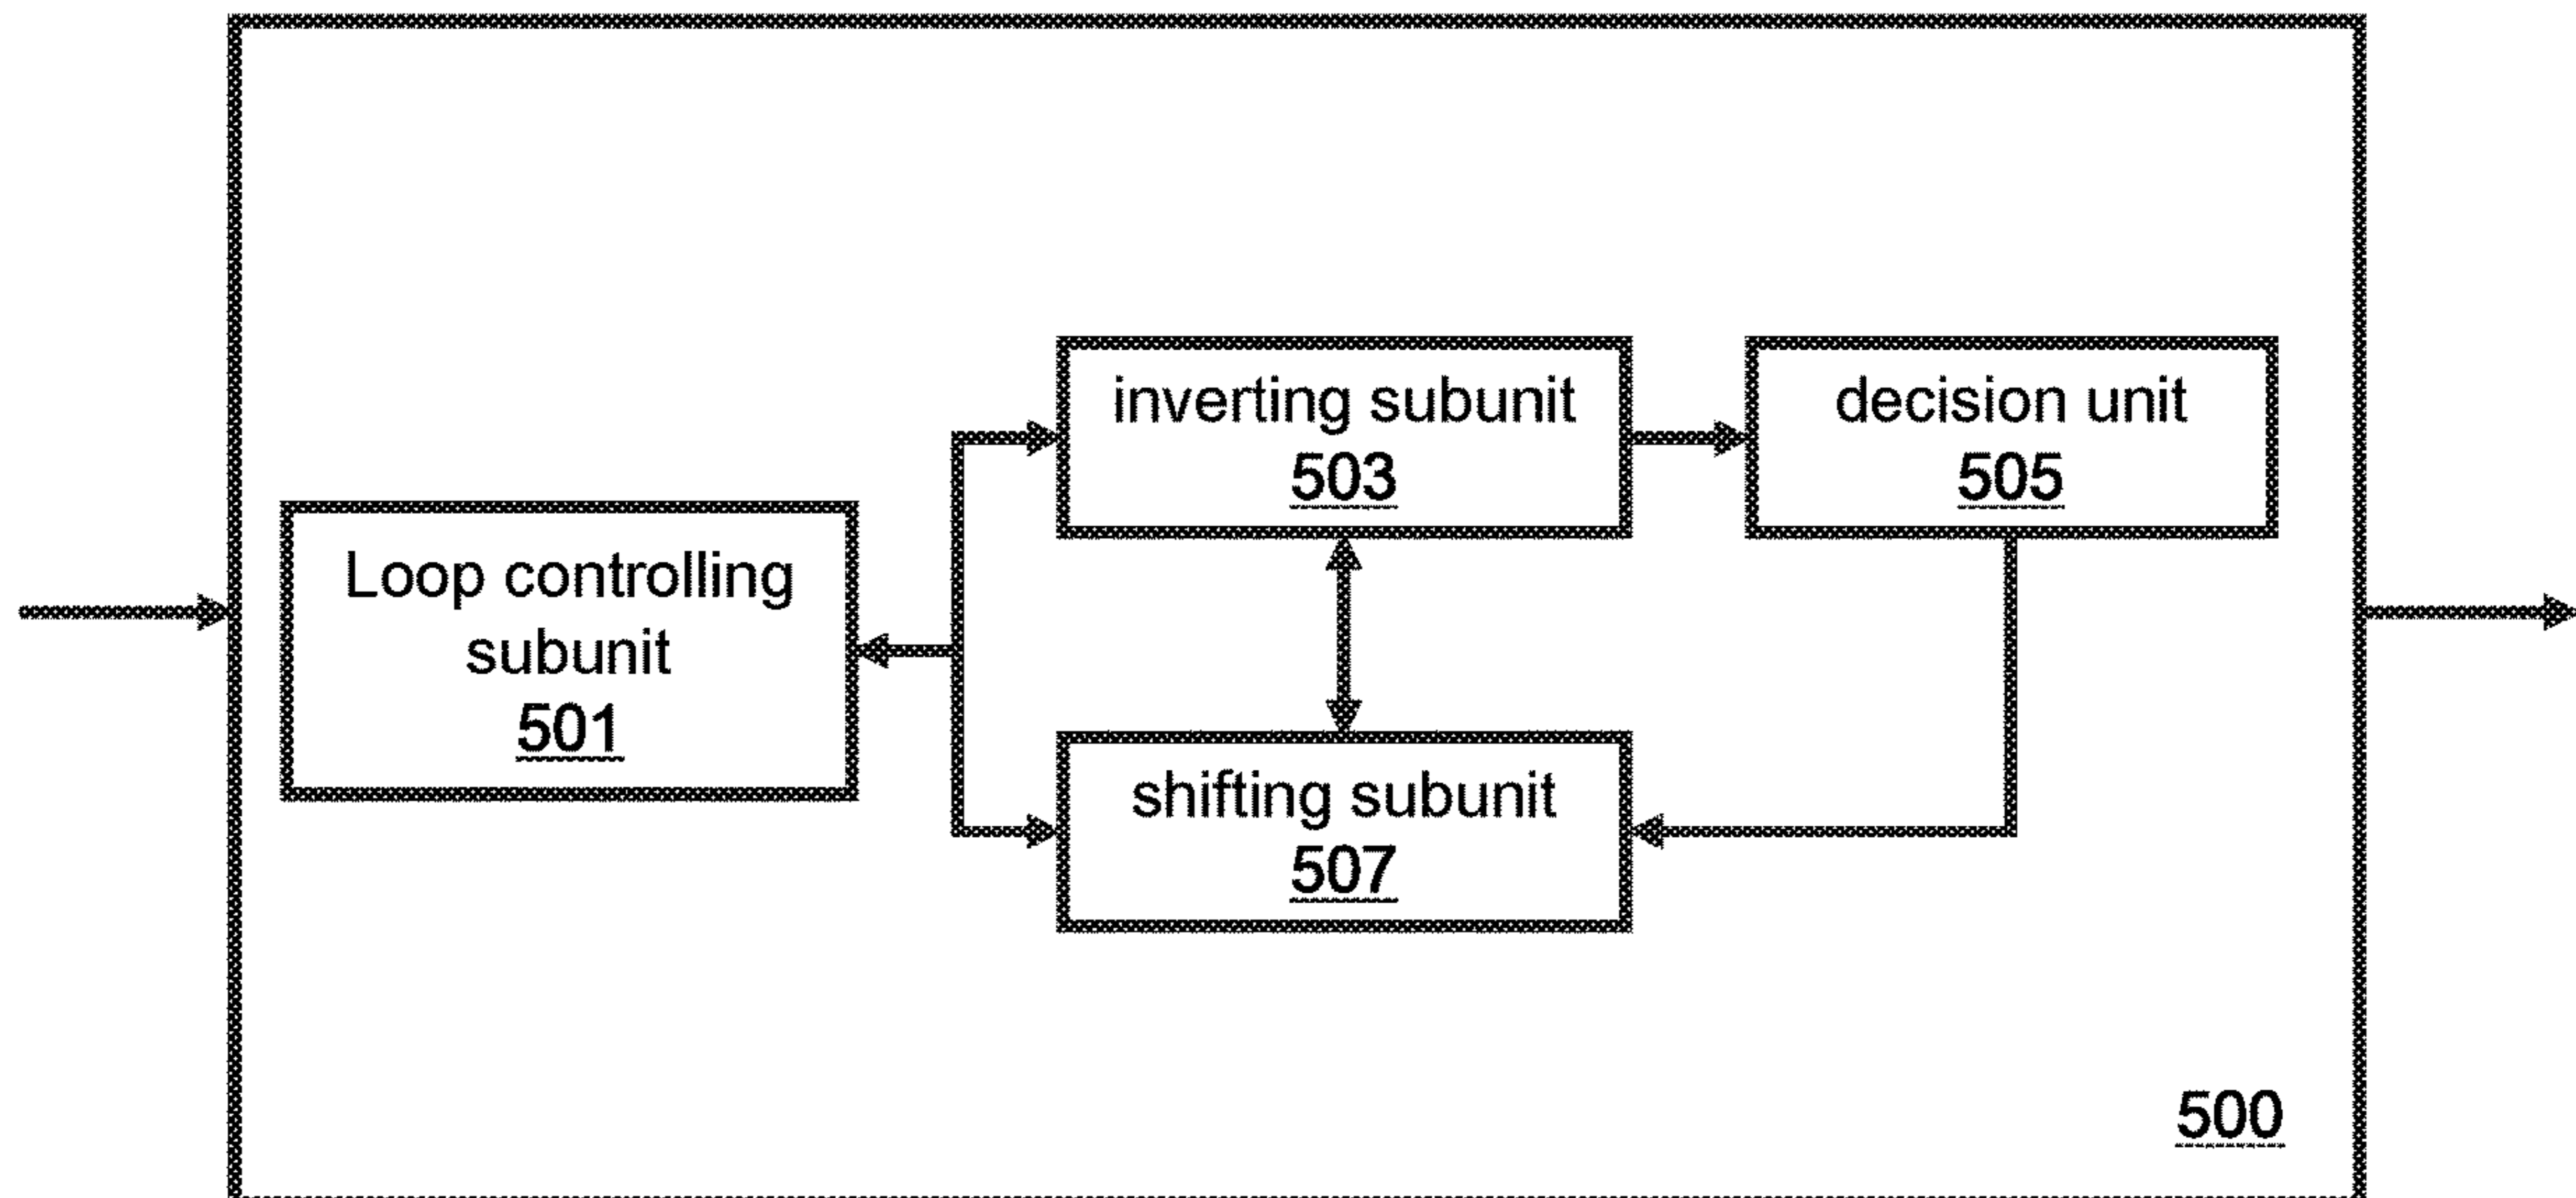 inverting subunit
503
decision unit
505
Loop controlling
subunit
501
shifting subunit
507
500